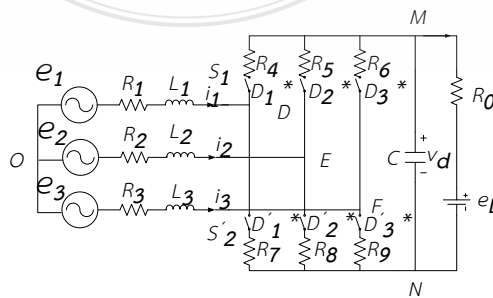 M
e1 R1 L1 S1 i1 R4 R5 R6
D1 * D2 * D3 *
D
R0
O e2 R2 L2 i2 E C + vd -
e3 R3 L3 i3 F
S'2 D'1 * D'2 * D'3 *
R7 R8 R9
+ -
N